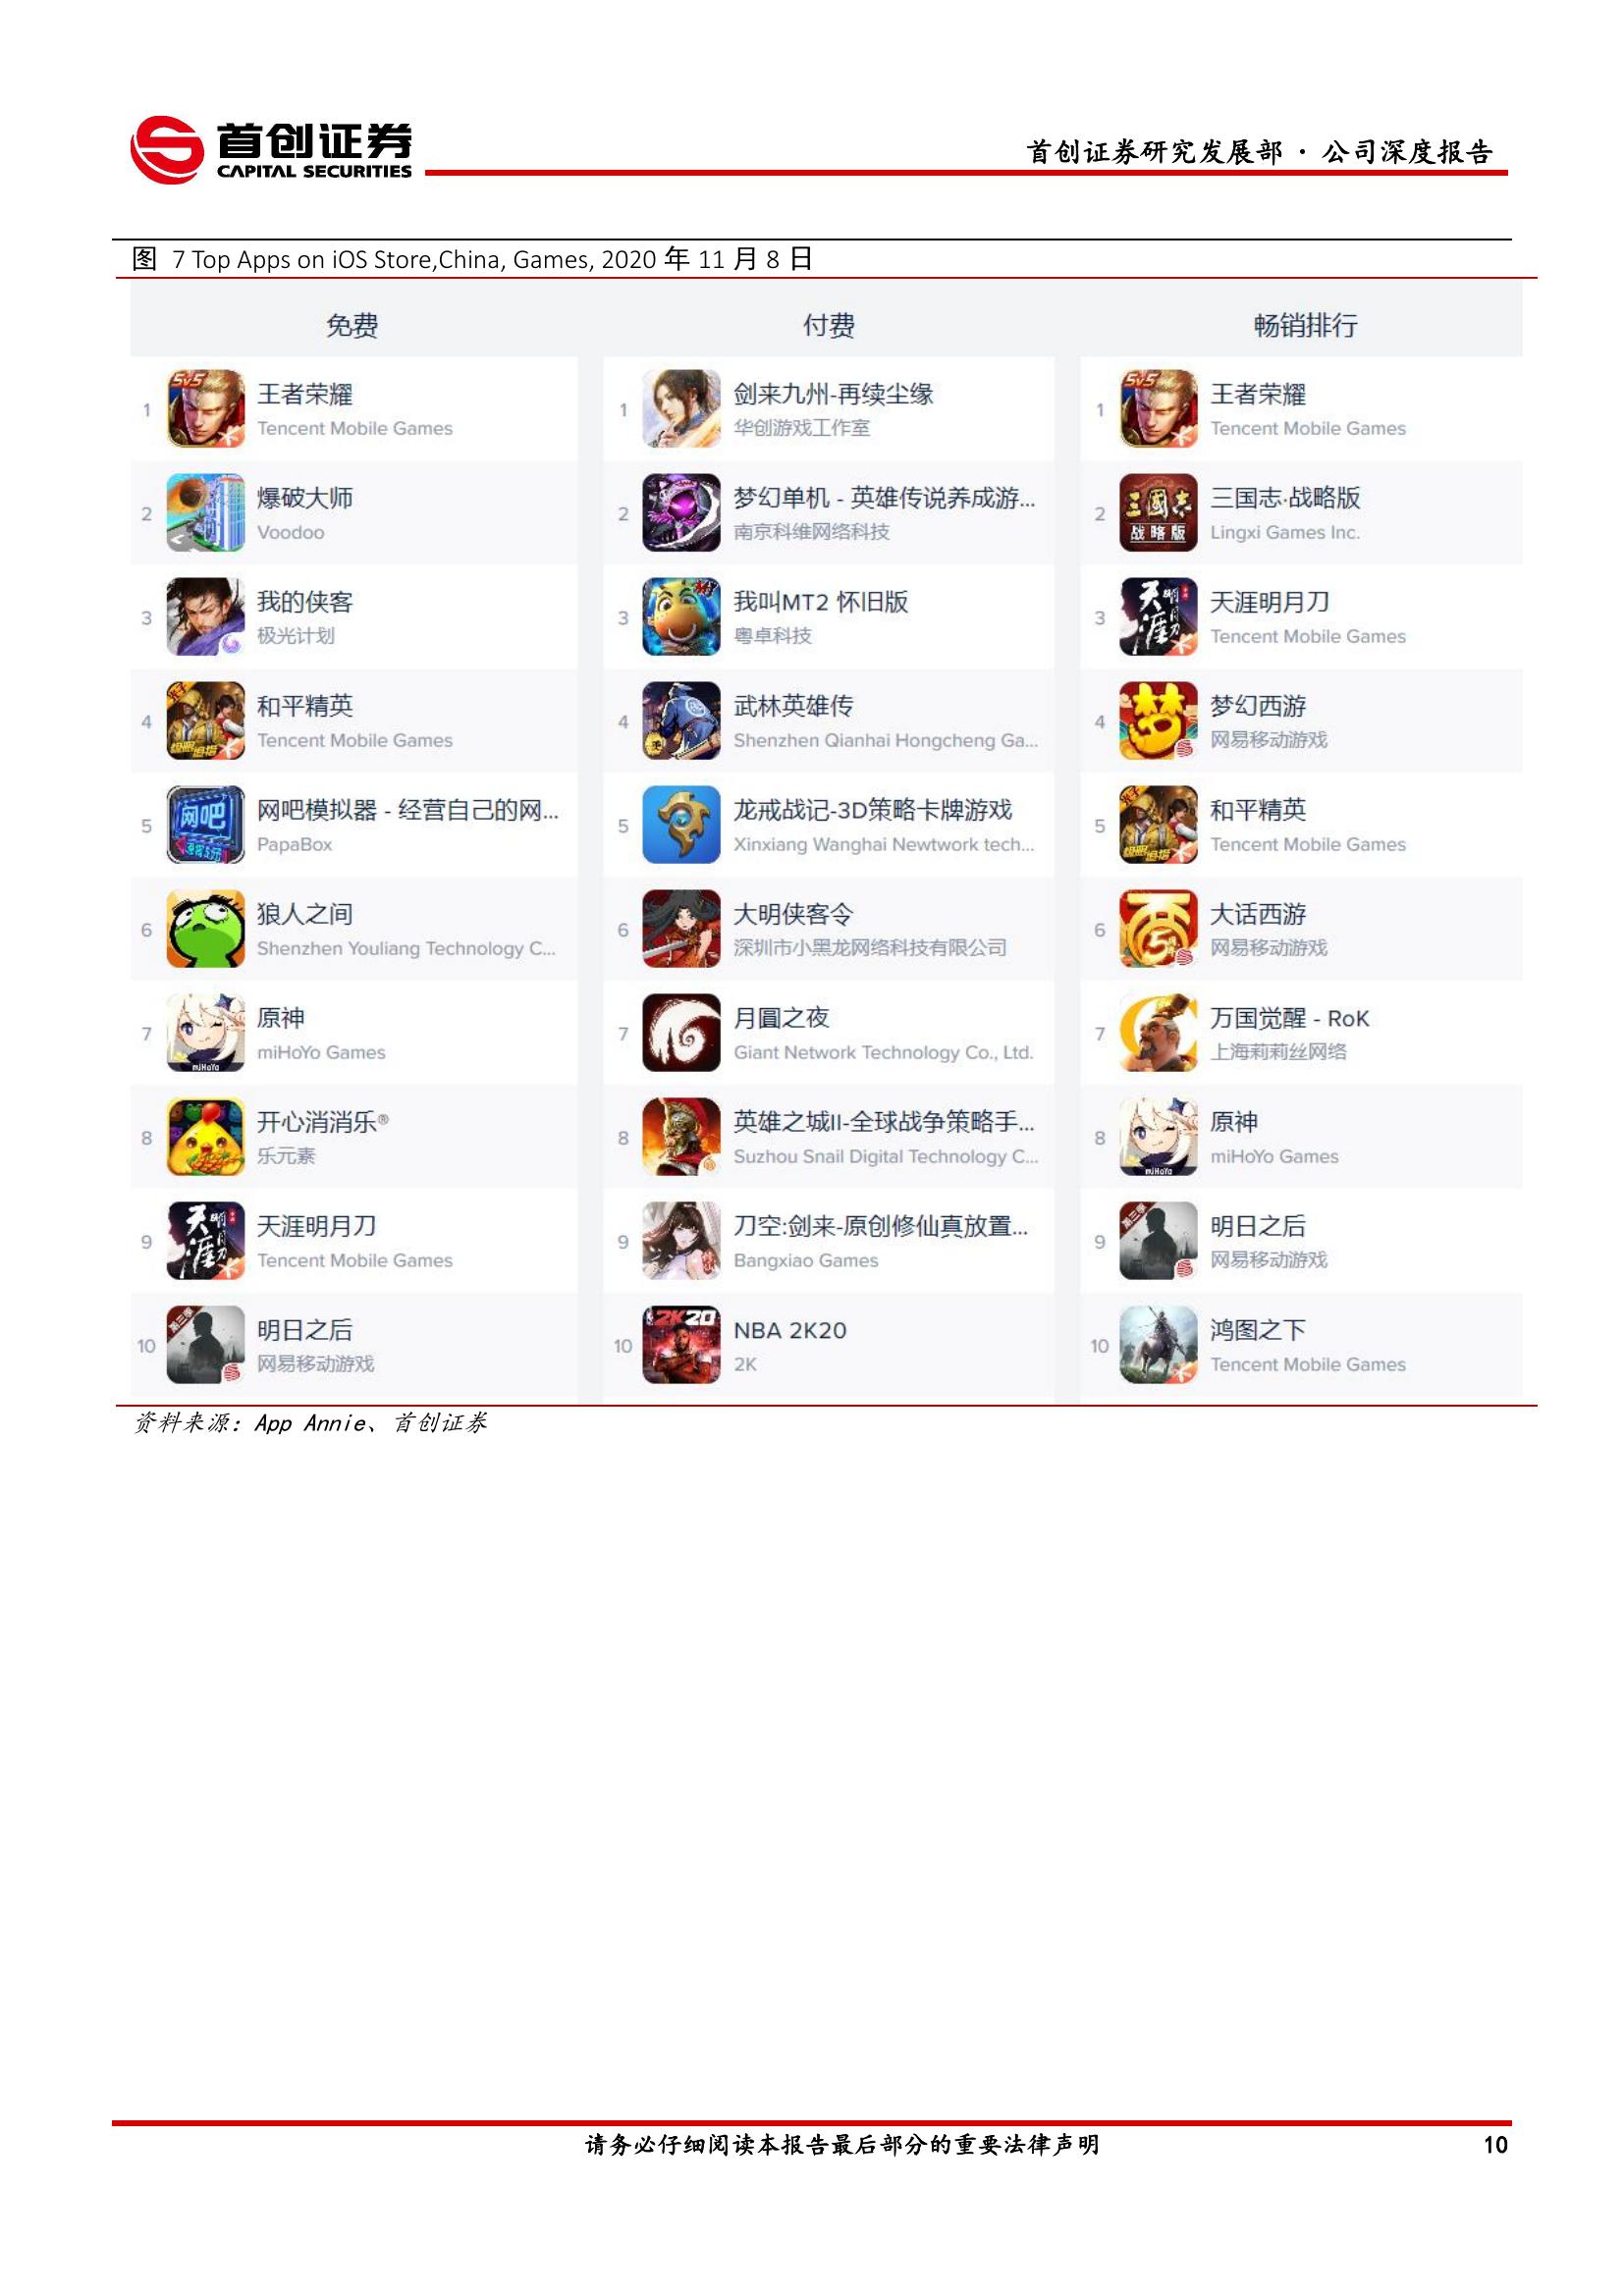 首创证券
CAPITAL SECURITIES
首创证券研究发展部 · 公司深度报告
图 7 Top Apps on iOS Store,China, Games, 2020 年 11 月 8 日
免费
付费
畅销排行
1
王者荣耀
Tencent Mobile Games
1
剑来九州-再续尘缘
华创游戏工作室
1
王者荣耀
Tencent Mobile Games
2
爆破大师
Voodoo
2
梦幻单机 - 英雄传说养成游...
南京科维网络科技
2
三国志·战略版
Lingxi Games Inc.
3
我的侠客
极光计划
3
我叫MT2 怀旧版
粤卓科技
3
天涯明月刀
Tencent Mobile Games
4
和平精英
Tencent Mobile Games
4
武林英雄传
Shenzhen Qianhai Hongcheng Ga...
4
梦幻西游
网易移动游戏
5
网吧模拟器 - 经营自己的网...
PapaBox
5
龙戒战记-3D策略卡牌游戏
Xinxiang Wanghai Newtwork tech...
5
和平精英
Tencent Mobile Games
6
狼人之间
Shenzhen Youliang Technology C...
6
大明侠客令
深圳市小黑龙网络科技有限公司
6
大话西游
网易移动游戏
7
原神
miHoYo Games
7
月圓之夜
Giant Network Technology Co., Ltd.
7
万国觉醒 - RoK
上海莉莉丝网络
8
开心消消乐®
乐元素
8
英雄之城II-全球战争策略手...
Suzhou Snail Digital Technology C...
8
原神
miHoYo Games
9
天涯明月刀
Tencent Mobile Games
9
刀空:剑来-原创修仙真放置...
Bangxiao Games
9
明日之后
网易移动游戏
10
明日之后
网易移动游戏
10
NBA 2K20
2K
10
鸿图之下
Tencent Mobile Games
资料来源：App Annie、首创证券
请务必仔细阅读本报告最后部分的重要法律声明
10